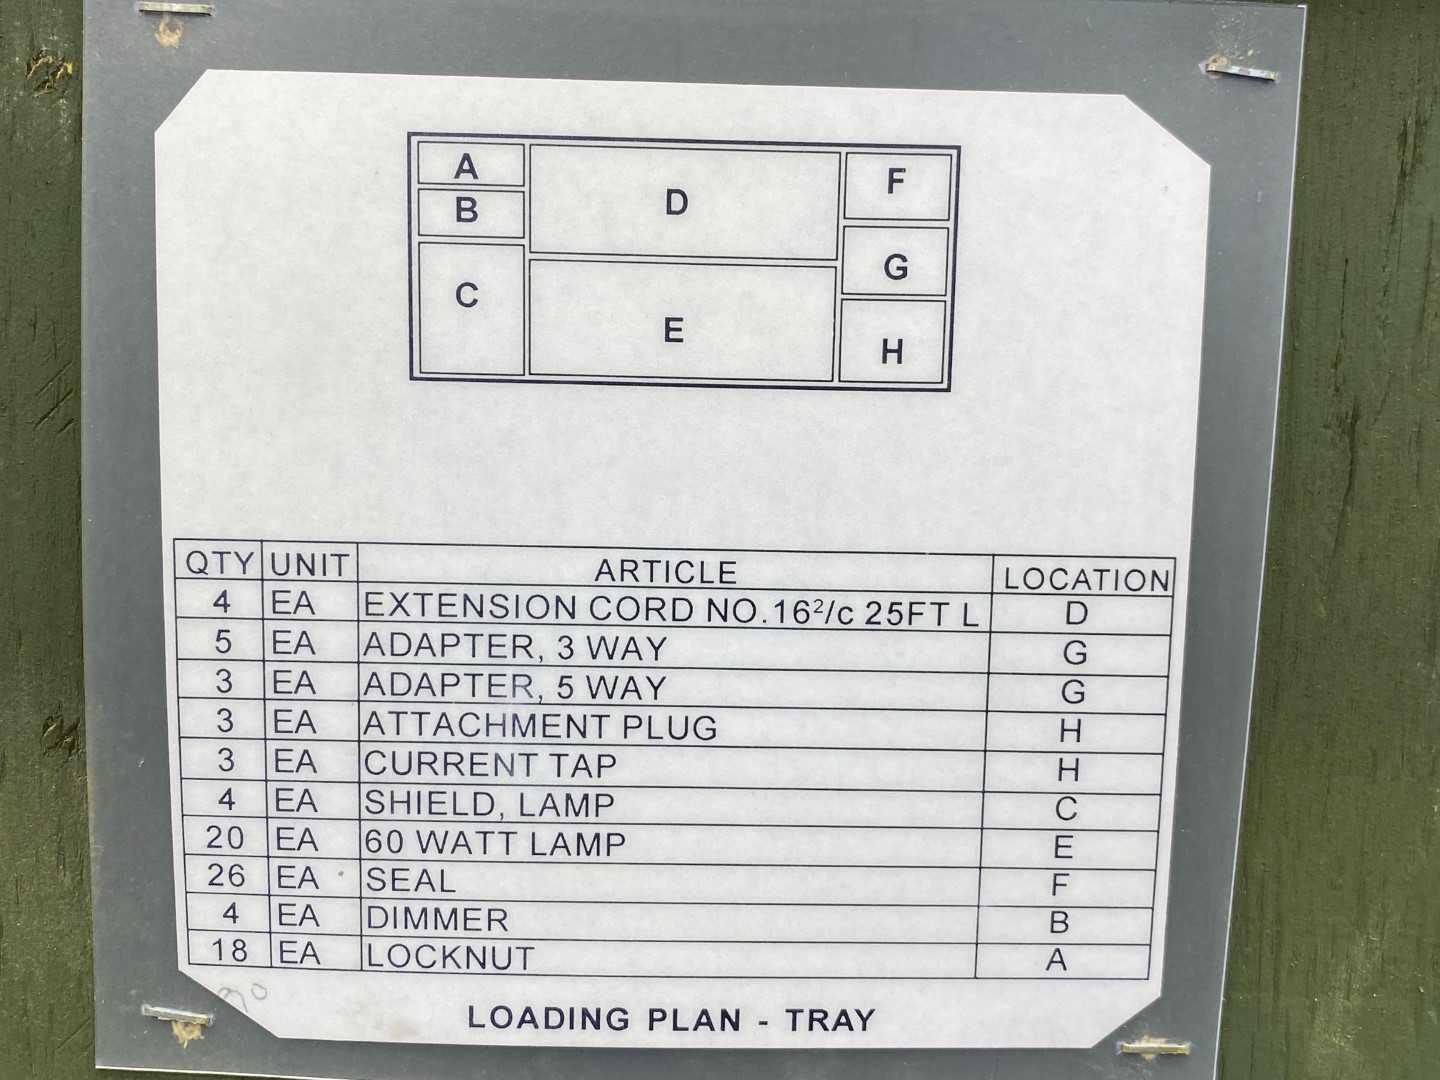 A
B
C
D
E
F
G
H
QTY UNIT ARTICLE LOCATION
4 EA EXTENSION CORD NO.16²/c 25FT L D
5 EA ADAPTER, 3 WAY G
3 EA ADAPTER, 5 WAY G
3 EA ATTACHMENT PLUG H
3 EA CURRENT TAP H
4 EA SHIELD, LAMP C
20 EA 60 WATT LAMP E
26 EA SEAL F
4 EA DIMMER B
18 EA LOCKNUT A
LOADING PLAN - TRAY